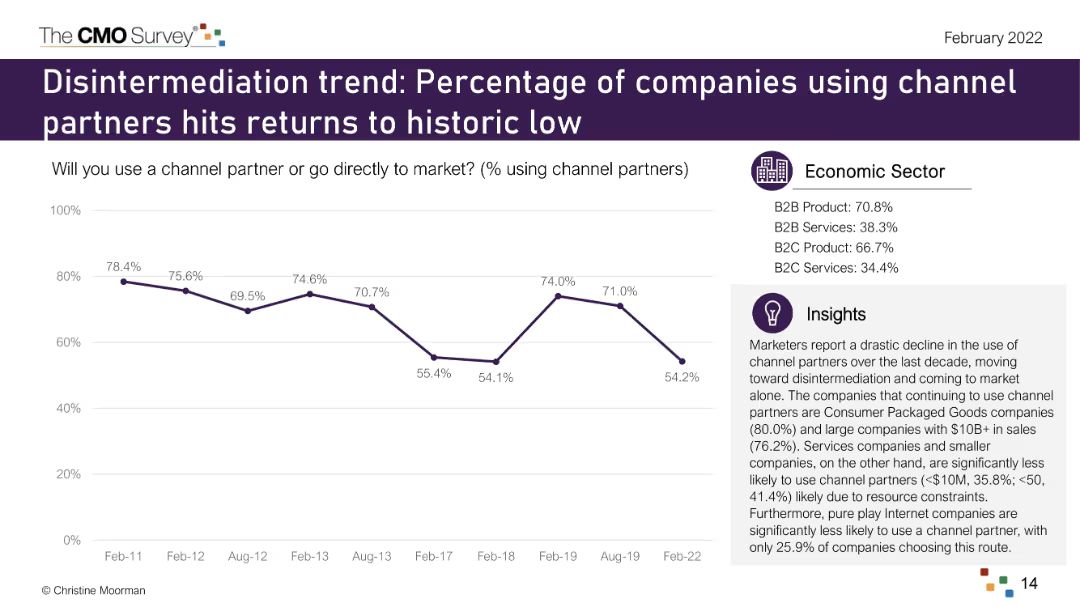 The CMO Survey®
February 2022
Disintermediation trend: Percentage of companies using channel
partners hits returns to historic low
Will you use a channel partner or go directly to market? (% using channel partners)
100%
80%
60%
40%
20%
0%
78.4%
75.6%
69.5%
74.6%
70.7%
55.4%
54.1%
74.0%
71.0%
54.2%
Feb-11
Feb-12
Aug-12
Feb-13
Aug-13
Feb-17
Feb-18
Feb-19
Aug-19
Feb-22
Economic Sector
B2B Product: 70.8%
B2B Services: 38.3%
B2C Product: 66.7%
B2C Services: 34.4%
Insights
Marketers report a drastic decline in the use of
channel partners over the last decade, moving
toward disintermediation and coming to market
alone. The companies that continuing to use channel
partners are Consumer Packaged Goods companies
(80.0%) and large companies with $10B+ in sales
(76.2%). Services companies and smaller
companies, on the other hand, are significantly less
likely to use channel partners (<$10M, 35.8%; <50,
41.4%) likely due to resource constraints.
Furthermore, pure play Internet companies are
significantly less likely to use a channel partner, with
only 25.9% of companies choosing this route.
© Christine Moorman
14